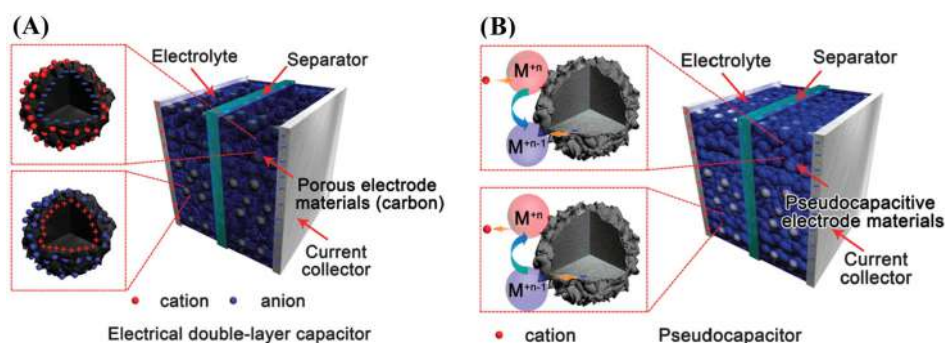 (A)
Electrolyte
Separator
Porous electrode
materials (carbon)
Current
collector
cation
anion
Electrical double-layer capacitor
(B)
M+n
M+n-1
M+n
M+n-1
Electrolyte
Separator
Pseudocapacitive
electrode materials
Current
collector
cation
Pseudocapacitor